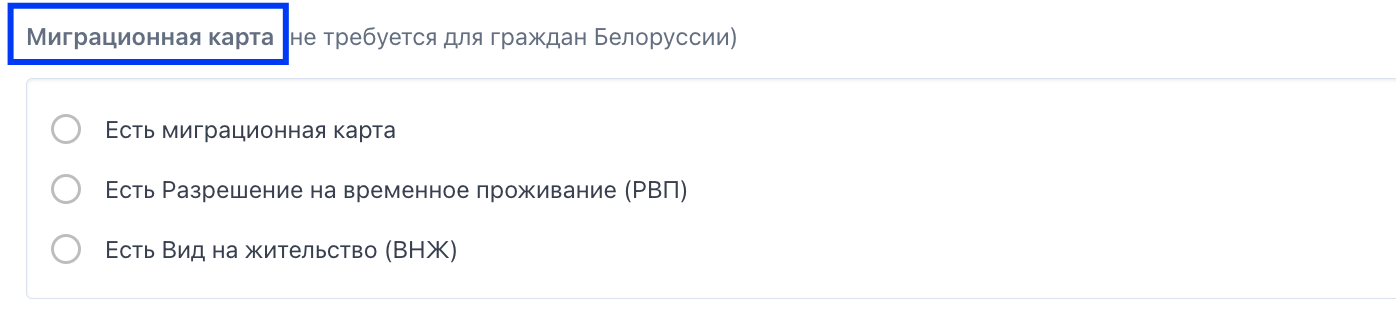 Миграционная карта не требуется для граждан Белоруссии)
Есть миграционная карта
Есть Разрешение на временное проживание (РВП)
Есть Вид на жительство (ВНЖ)